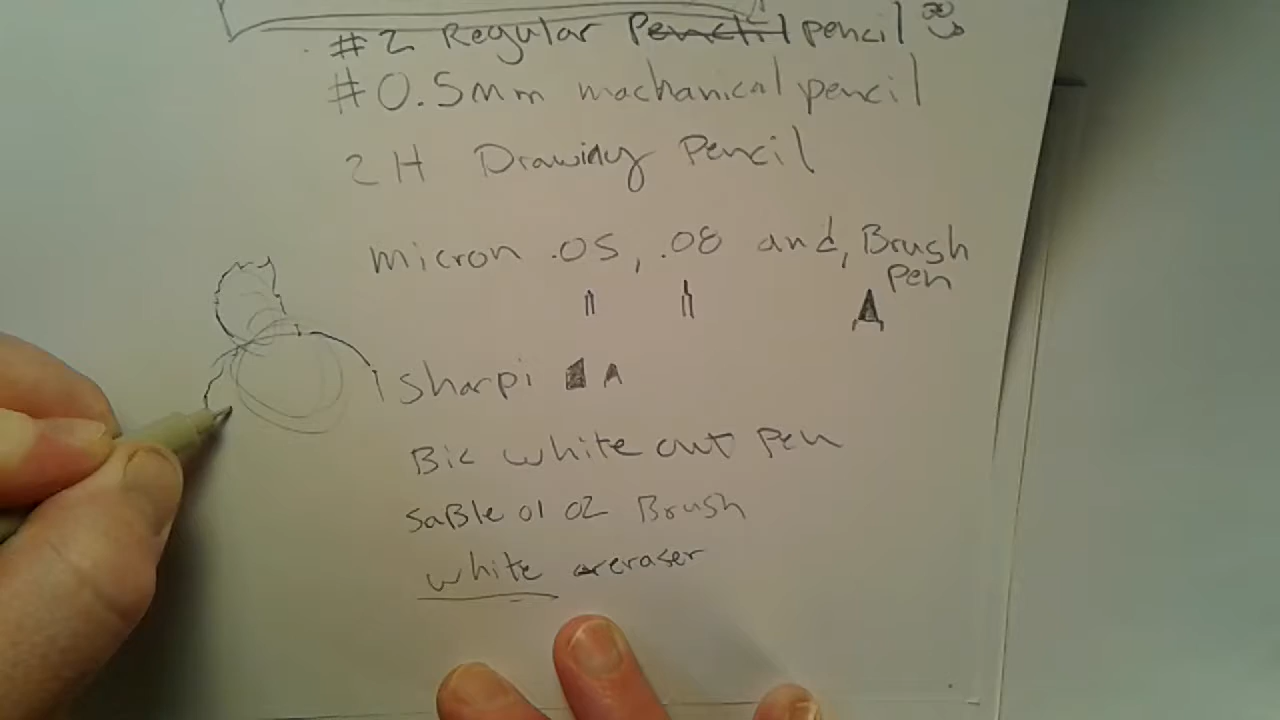 #2 Regular Penctil pencil
#0.5mm machanical pencil
2H Drawing Pencil
micron .05, .08 and, Brush
Pen
sharpi
Bic white out Pen
saBle 01 02 Brush
white areraser